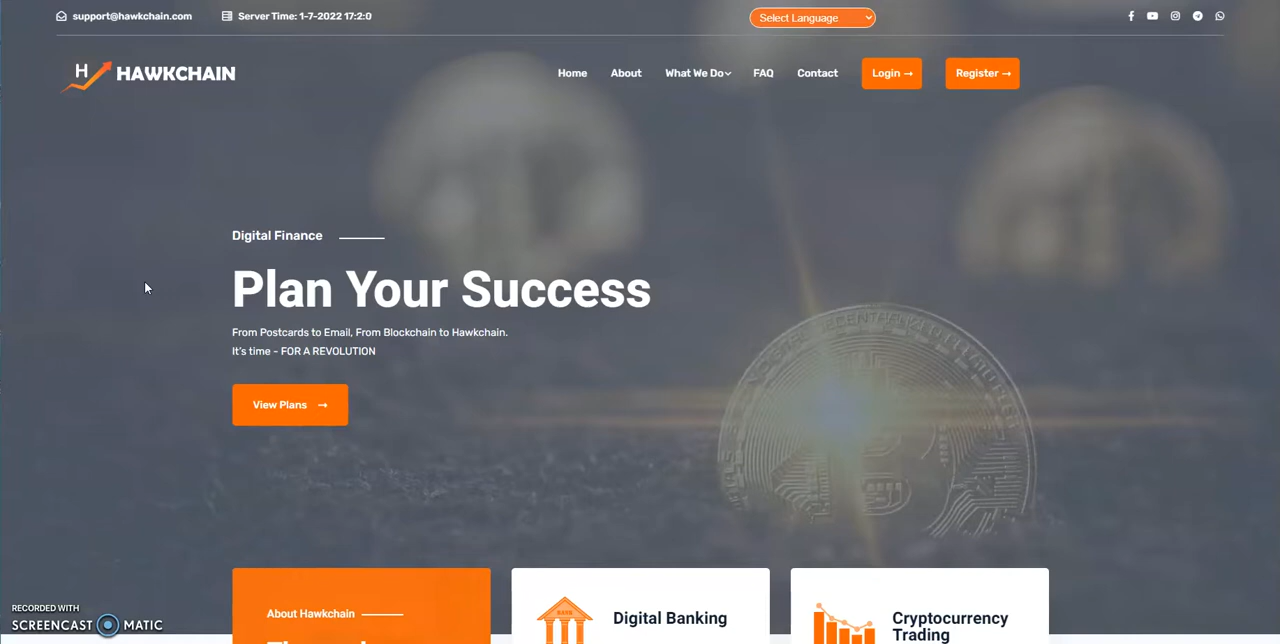 support@hawkchain.com
Server Time: 1-7-2022 17:2:0
Select Language
H HAWKCHAIN
Home
About
What We Do
FAQ
Contact
Login →
Register →
Digital Finance
Plan Your Success
From Postcards to Email, From Blockchain to Hawkchain.
It's time - FOR A REVOLUTION
View Plans →
About Hawkchain
Digital Banking
Cryptocurrency
Trading
RECORDED WITH
SCREENCAST MATIC